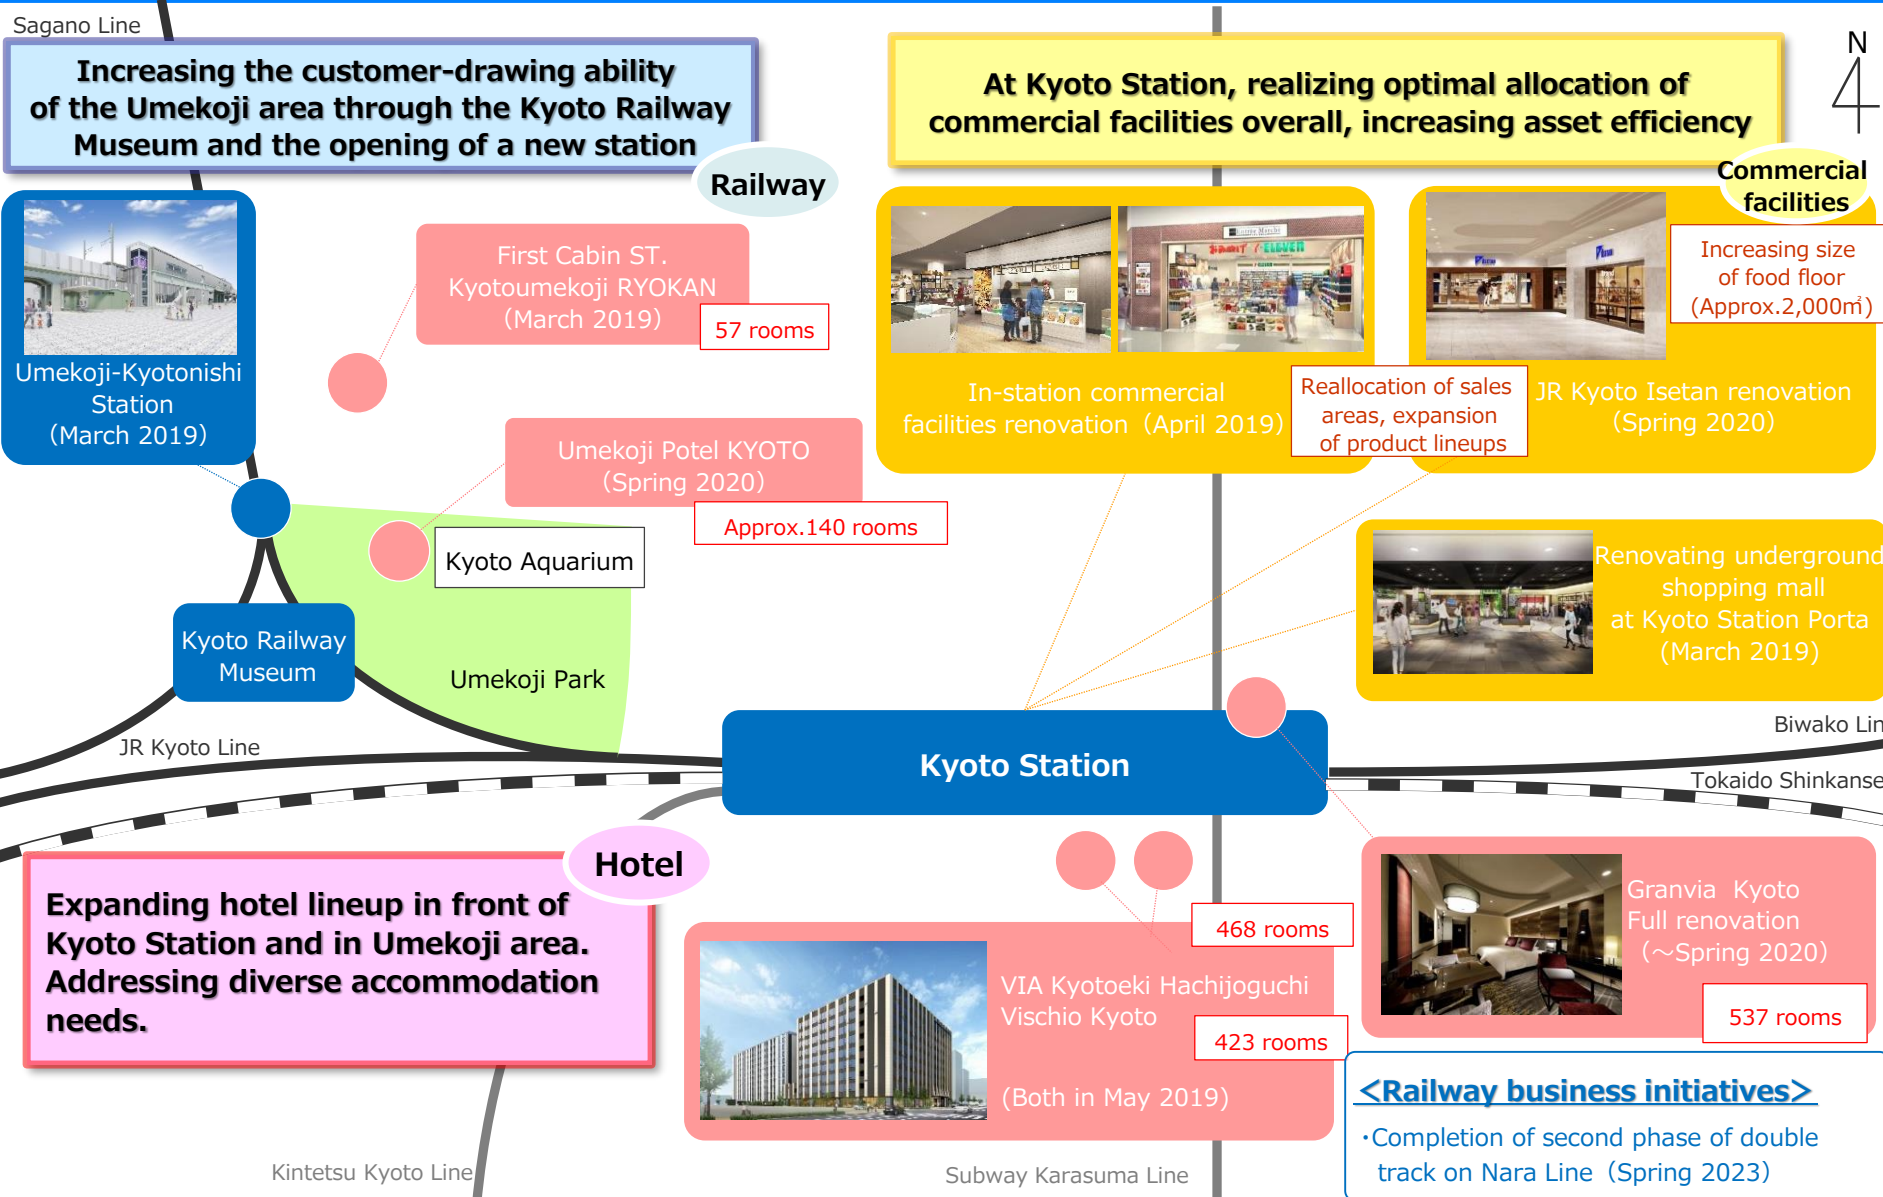 Sagano Line
Increasing the customer-drawing ability
of the Umekoji area through the Kyoto Railway
Museum and the opening of a new station
Railway
At Kyoto Station, realizing optimal allocation of
commercial facilities overall, increasing asset efficiency
N
Commercial
facilities
Umekoji-Kyotonishi
Station
(March 2019)
First Cabin ST.
Kyotoumekoji RYOKAN
(March 2019)
57 rooms
Umekoji Potel KYOTO
(Spring 2020)
Approx.140 rooms
Kyoto Aquarium
Kyoto Railway
Museum
Umekoji Park
JR Kyoto Line
In-station commercial
facilities renovation (April 2019)
Reallocation of sales
areas, expansion
of product lineups
JR Kyoto Isetan renovation
(Spring 2020)
Increasing size
of food floor
(Approx.2,000㎡)
Renovating underground
shopping mall
at Kyoto Station Porta
(March 2019)
Kyoto Station
Biwako Lin
Tokaido Shinkanse
Hotel
Expanding hotel lineup in front of
Kyoto Station and in Umekoji area.
Addressing diverse accommodation
needs.
468 rooms
VIA Kyotoeki Hachijoguchi
Vischio Kyoto
423 rooms
(Both in May 2019)
Granvia Kyoto
Full renovation
(～Spring 2020)
537 rooms
<Railway business initiatives>
・Completion of second phase of double
track on Nara Line (Spring 2023)
Kintetsu Kyoto Line
Subway Karasuma Line